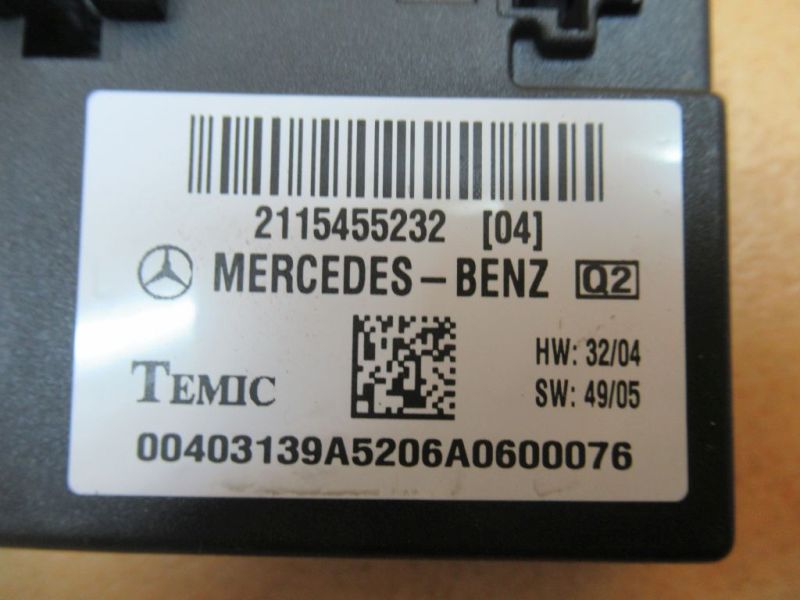 2115455232 [04]
MERCEDES-BENZ Q2
TEMIC
HW: 32/04
SW: 49/05
00403139A5206A0600076